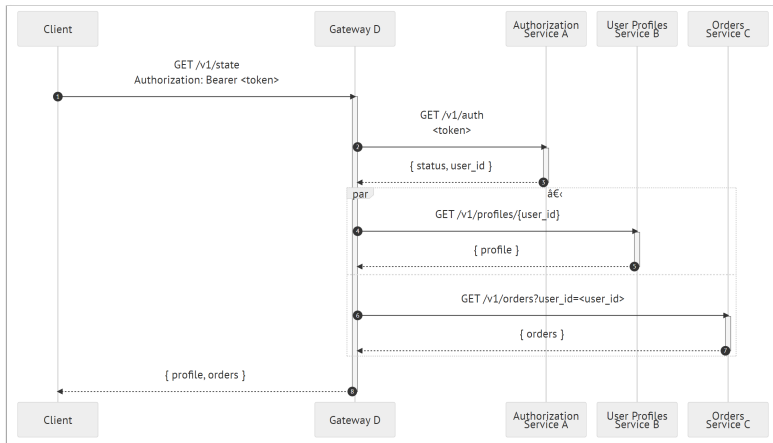 Client
Gateway D
Authorization
Service A
User Profiles
Service B
Orders
Service C
GET /v1/state
Authorization: Bearer <token>
1
GET /v1/auth
<token>
2
{ status, user_id }
3
par
â€‹
GET /v1/profiles/{user_id}
4
{ profile }
5
GET /v1/orders?user_id=<user_id>
6
{ orders }
7
{ profile, orders }
8
Client
Gateway D
Authorization
Service A
User Profiles
Service B
Orders
Service C